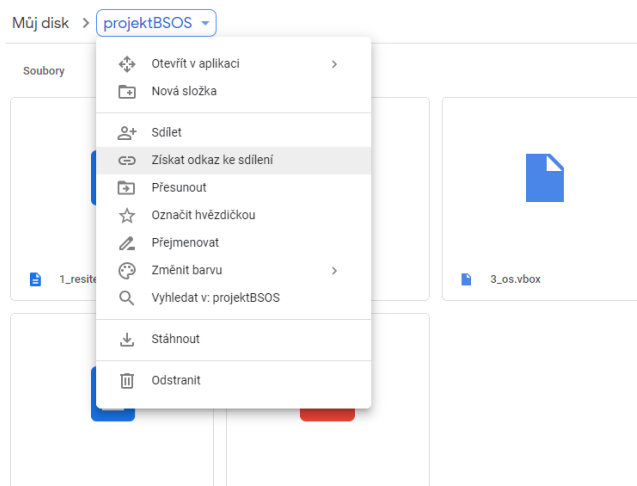 Můj disk > projektBSOS
Soubory
Otevřít v aplikaci
Nová složka
Sdílet
Získat odkaz ke sdílení
Přesunout
Označit hvězdičkou
Přejmenovat
Změnit barvu
Vyhledat v: projektBSOS
Stáhnout
Odstranit
1_resite
3_os.vbox